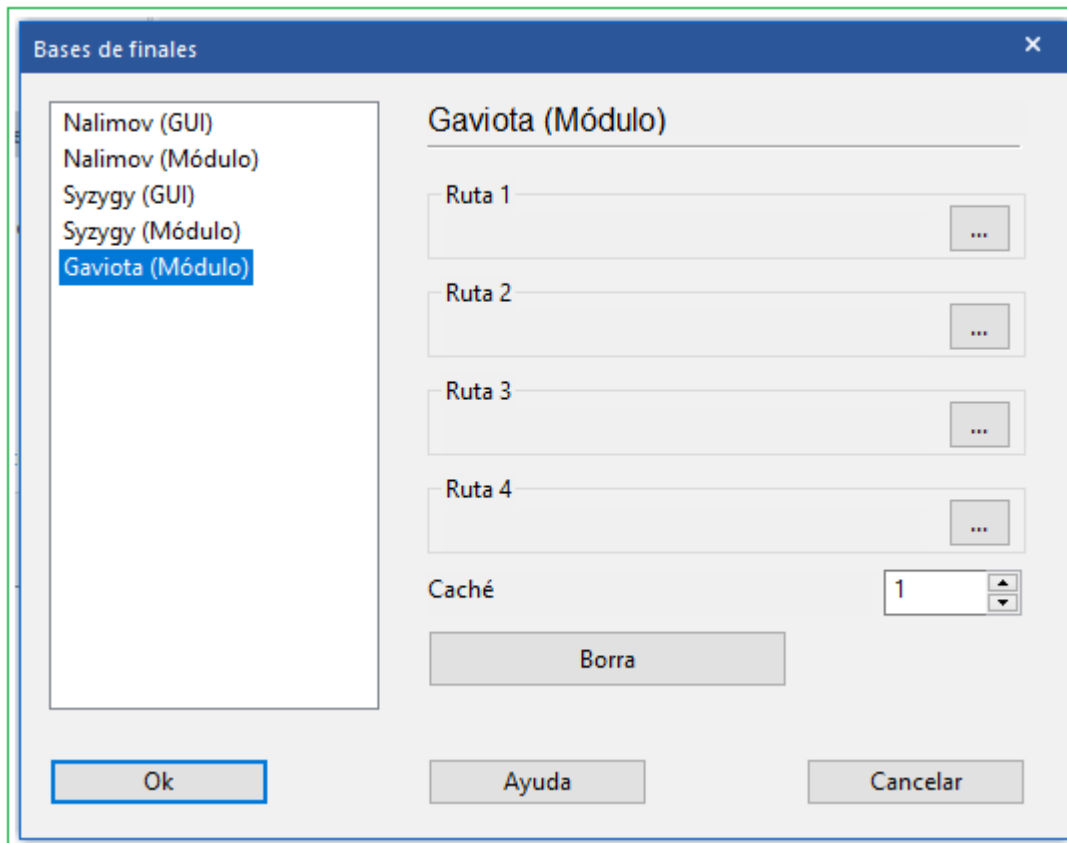 Bases de finales
Nalimov (GUI)
Nalimov (Módulo)
Syzygy (GUI)
Syzygy (Módulo)
Gaviota (Módulo)
Gaviota (Módulo)
Ruta 1
...
Ruta 2
...
Ruta 3
...
Ruta 4
...
Caché 1
Borra
Ok Ayuda Cancelar